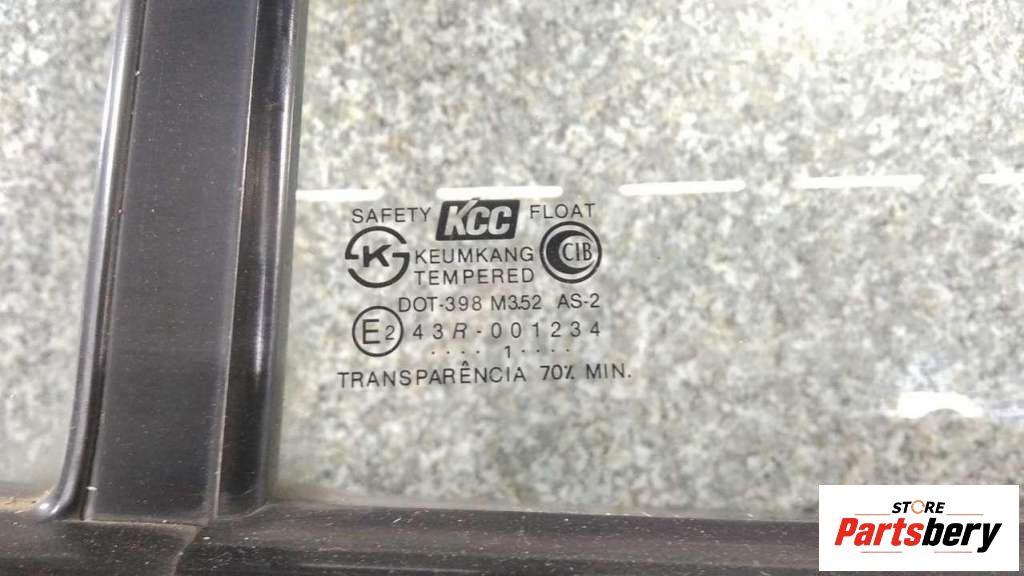 SAFETY KCC FLOAT
K KEUMKANG CIB
TEMPERED
DOT-398 M352 AS-2
E2 43R-001234
....1....
TRANSPARÊNCIA 70% MIN.
STORE
Partsbery